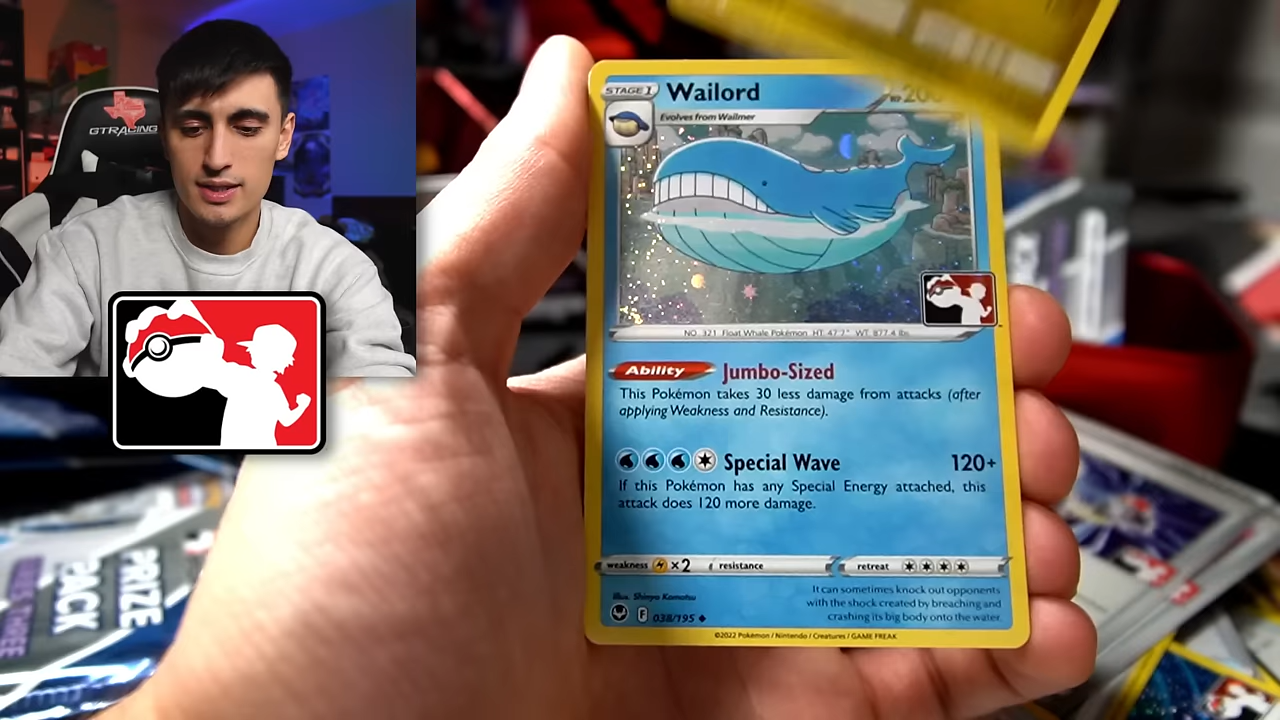 GTRACING
STAGE 1
Wailord
HP 200
Evolves from Wailmer
NO. 321 Float Whale Pokémon HT: 47'7" WT: 877.4 lbs.
Ability Jumbo-Sized
This Pokémon takes 30 less damage from attacks (after
applying Weakness and Resistance).
Special Wave 120+
If this Pokémon has any Special Energy attached, this
attack does 120 more damage.
weakness ×2 resistance retreat
Illus. Shinya Komatsu
F 038/195
It can sometimes knock out opponents
with the shock created by breaching and
crashing its big body onto the water.
©2022 Pokémon / Nintendo / Creatures / GAME FREAK
PRIZE
PACK
SERIES THREE